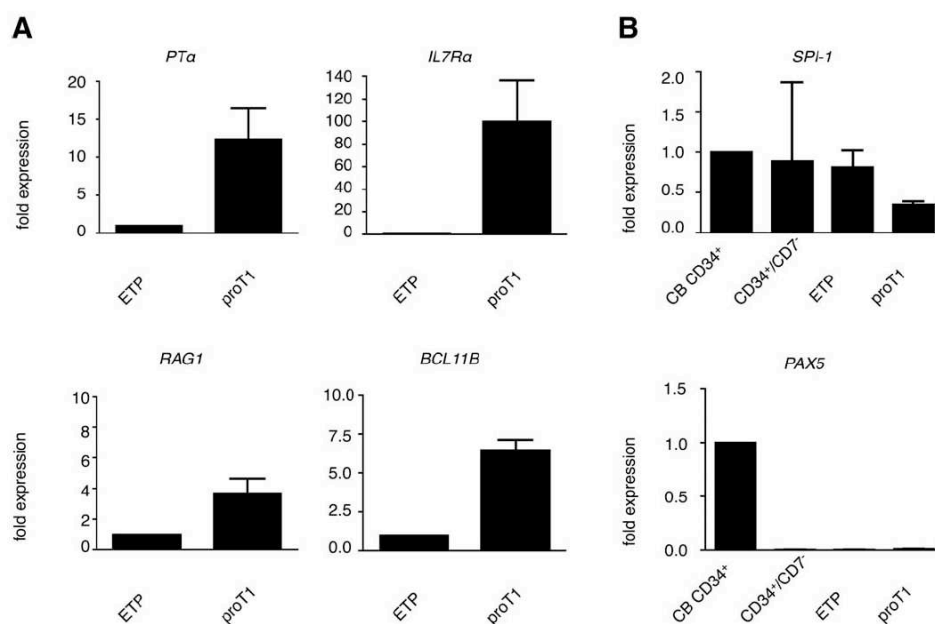 A
B
PTα
IL7Rα
SPI-1
fold expression
20
15
10
5
0
ETP
proT1
140
120
100
80
60
40
20
0
ETP
proT1
fold expression
2.0
1.5
1.0
0.5
0.0
CB CD34+
CD34+/CD7-
ETP
proT1
RAG1
BCL11B
PAX5
fold expression
10
8
6
4
2
0
ETP
proT1
10.0
7.5
5.0
2.5
0.0
ETP
proT1
fold expression
1.5
1.0
0.5
0.0
CB CD34+
CD34+/CD7-
ETP
proT1